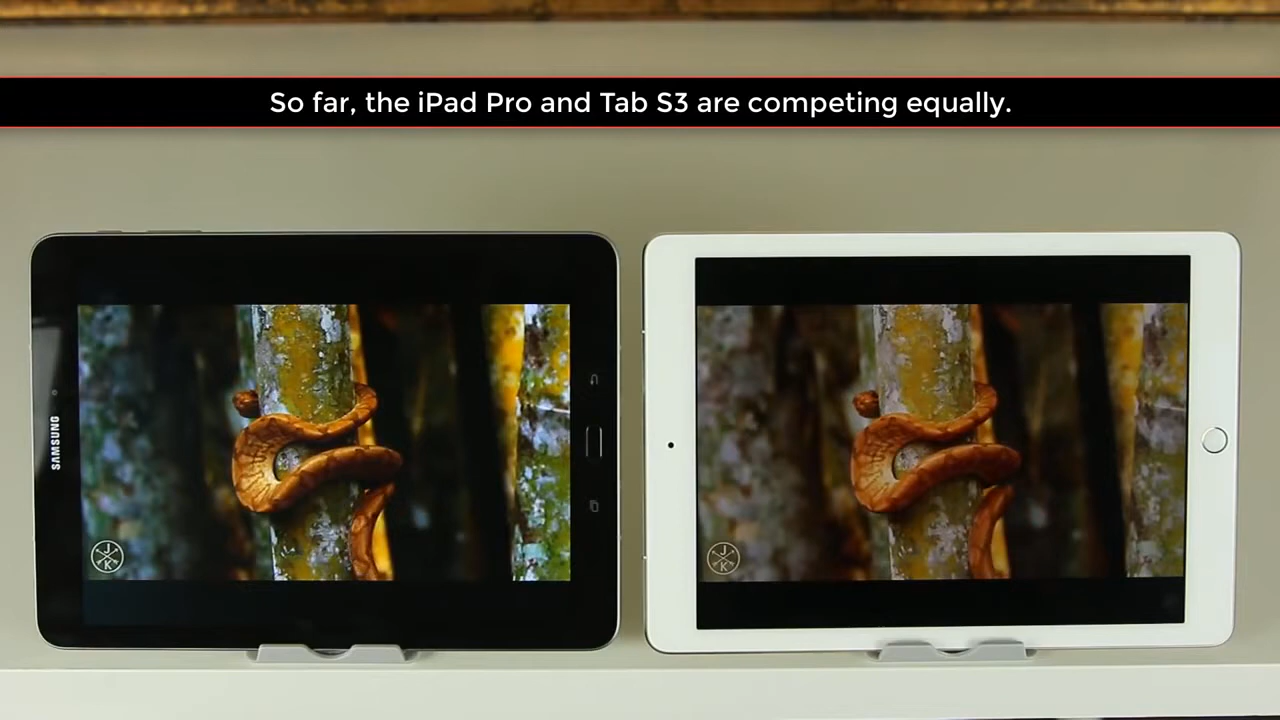 So far, the iPad Pro and Tab S3 are competing equally.
SAMSUNG
J
K
J
K